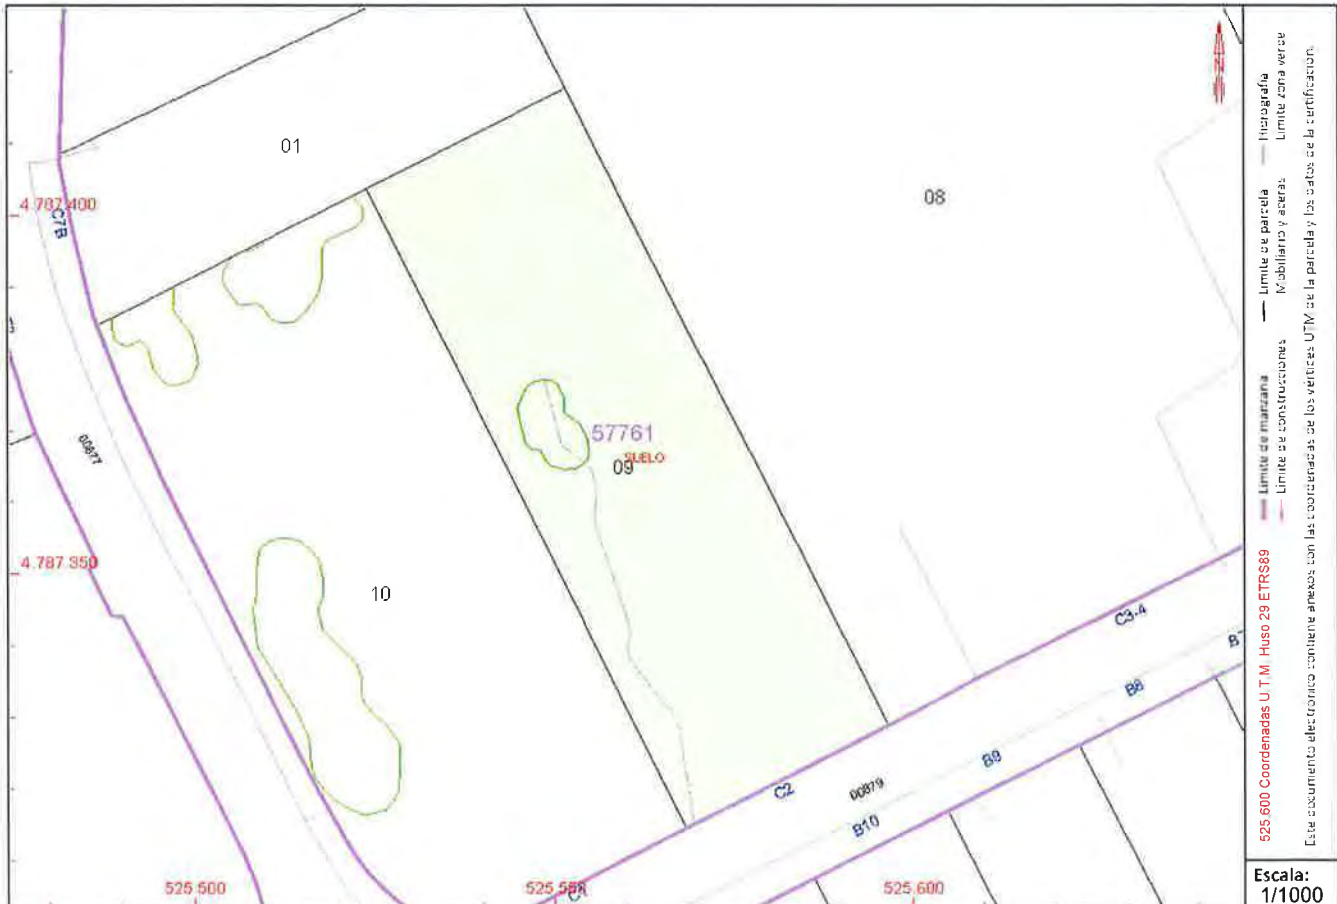 01
08
4.787.400
C7B
57761
SUELO
09
00877
4.787.350
10
C3-4
B8
B9
C2
00879
B10
525.500
525.600
Límite de manzana
Límite de parcela
Hidrografía
Límite de construcciones
Mobiliario y aceras
Límite zona verde
525.600 Coordenadas U.T.M. Huso 29 ETRS89
Este documento electrónico contiene anexos con las coordenadas de los vértices UTM de la parcela y los datos de la certificación.
Escala:
1/1000